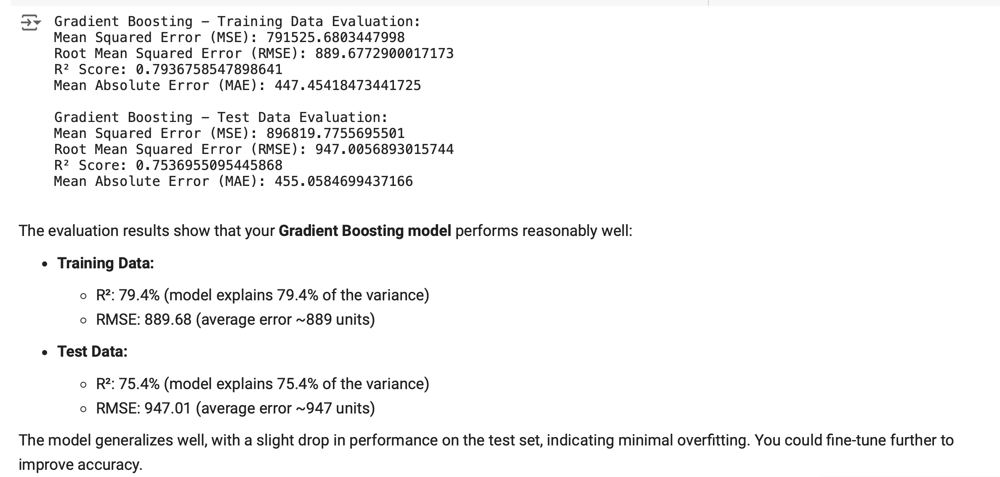 Gradient Boosting – Training Data Evaluation:
Mean Squared Error (MSE): 791525.6803447998
Root Mean Squared Error (RMSE): 889.6772900017173
R² Score: 0.7936758547898641
Mean Absolute Error (MAE): 447.45418473441725
Gradient Boosting – Test Data Evaluation:
Mean Squared Error (MSE): 896819.7755695501
Root Mean Squared Error (RMSE): 947.0056893015744
R² Score: 0.7536955095445868
Mean Absolute Error (MAE): 455.0584699437166
The evaluation results show that your Gradient Boosting model performs reasonably well:
• Training Data:
○ R²: 79.4% (model explains 79.4% of the variance)
○ RMSE: 889.68 (average error ~889 units)
• Test Data:
○ R²: 75.4% (model explains 75.4% of the variance)
○ RMSE: 947.01 (average error ~947 units)
The model generalizes well, with a slight drop in performance on the test set, indicating minimal overfitting. You could fine-tune further to
improve accuracy.